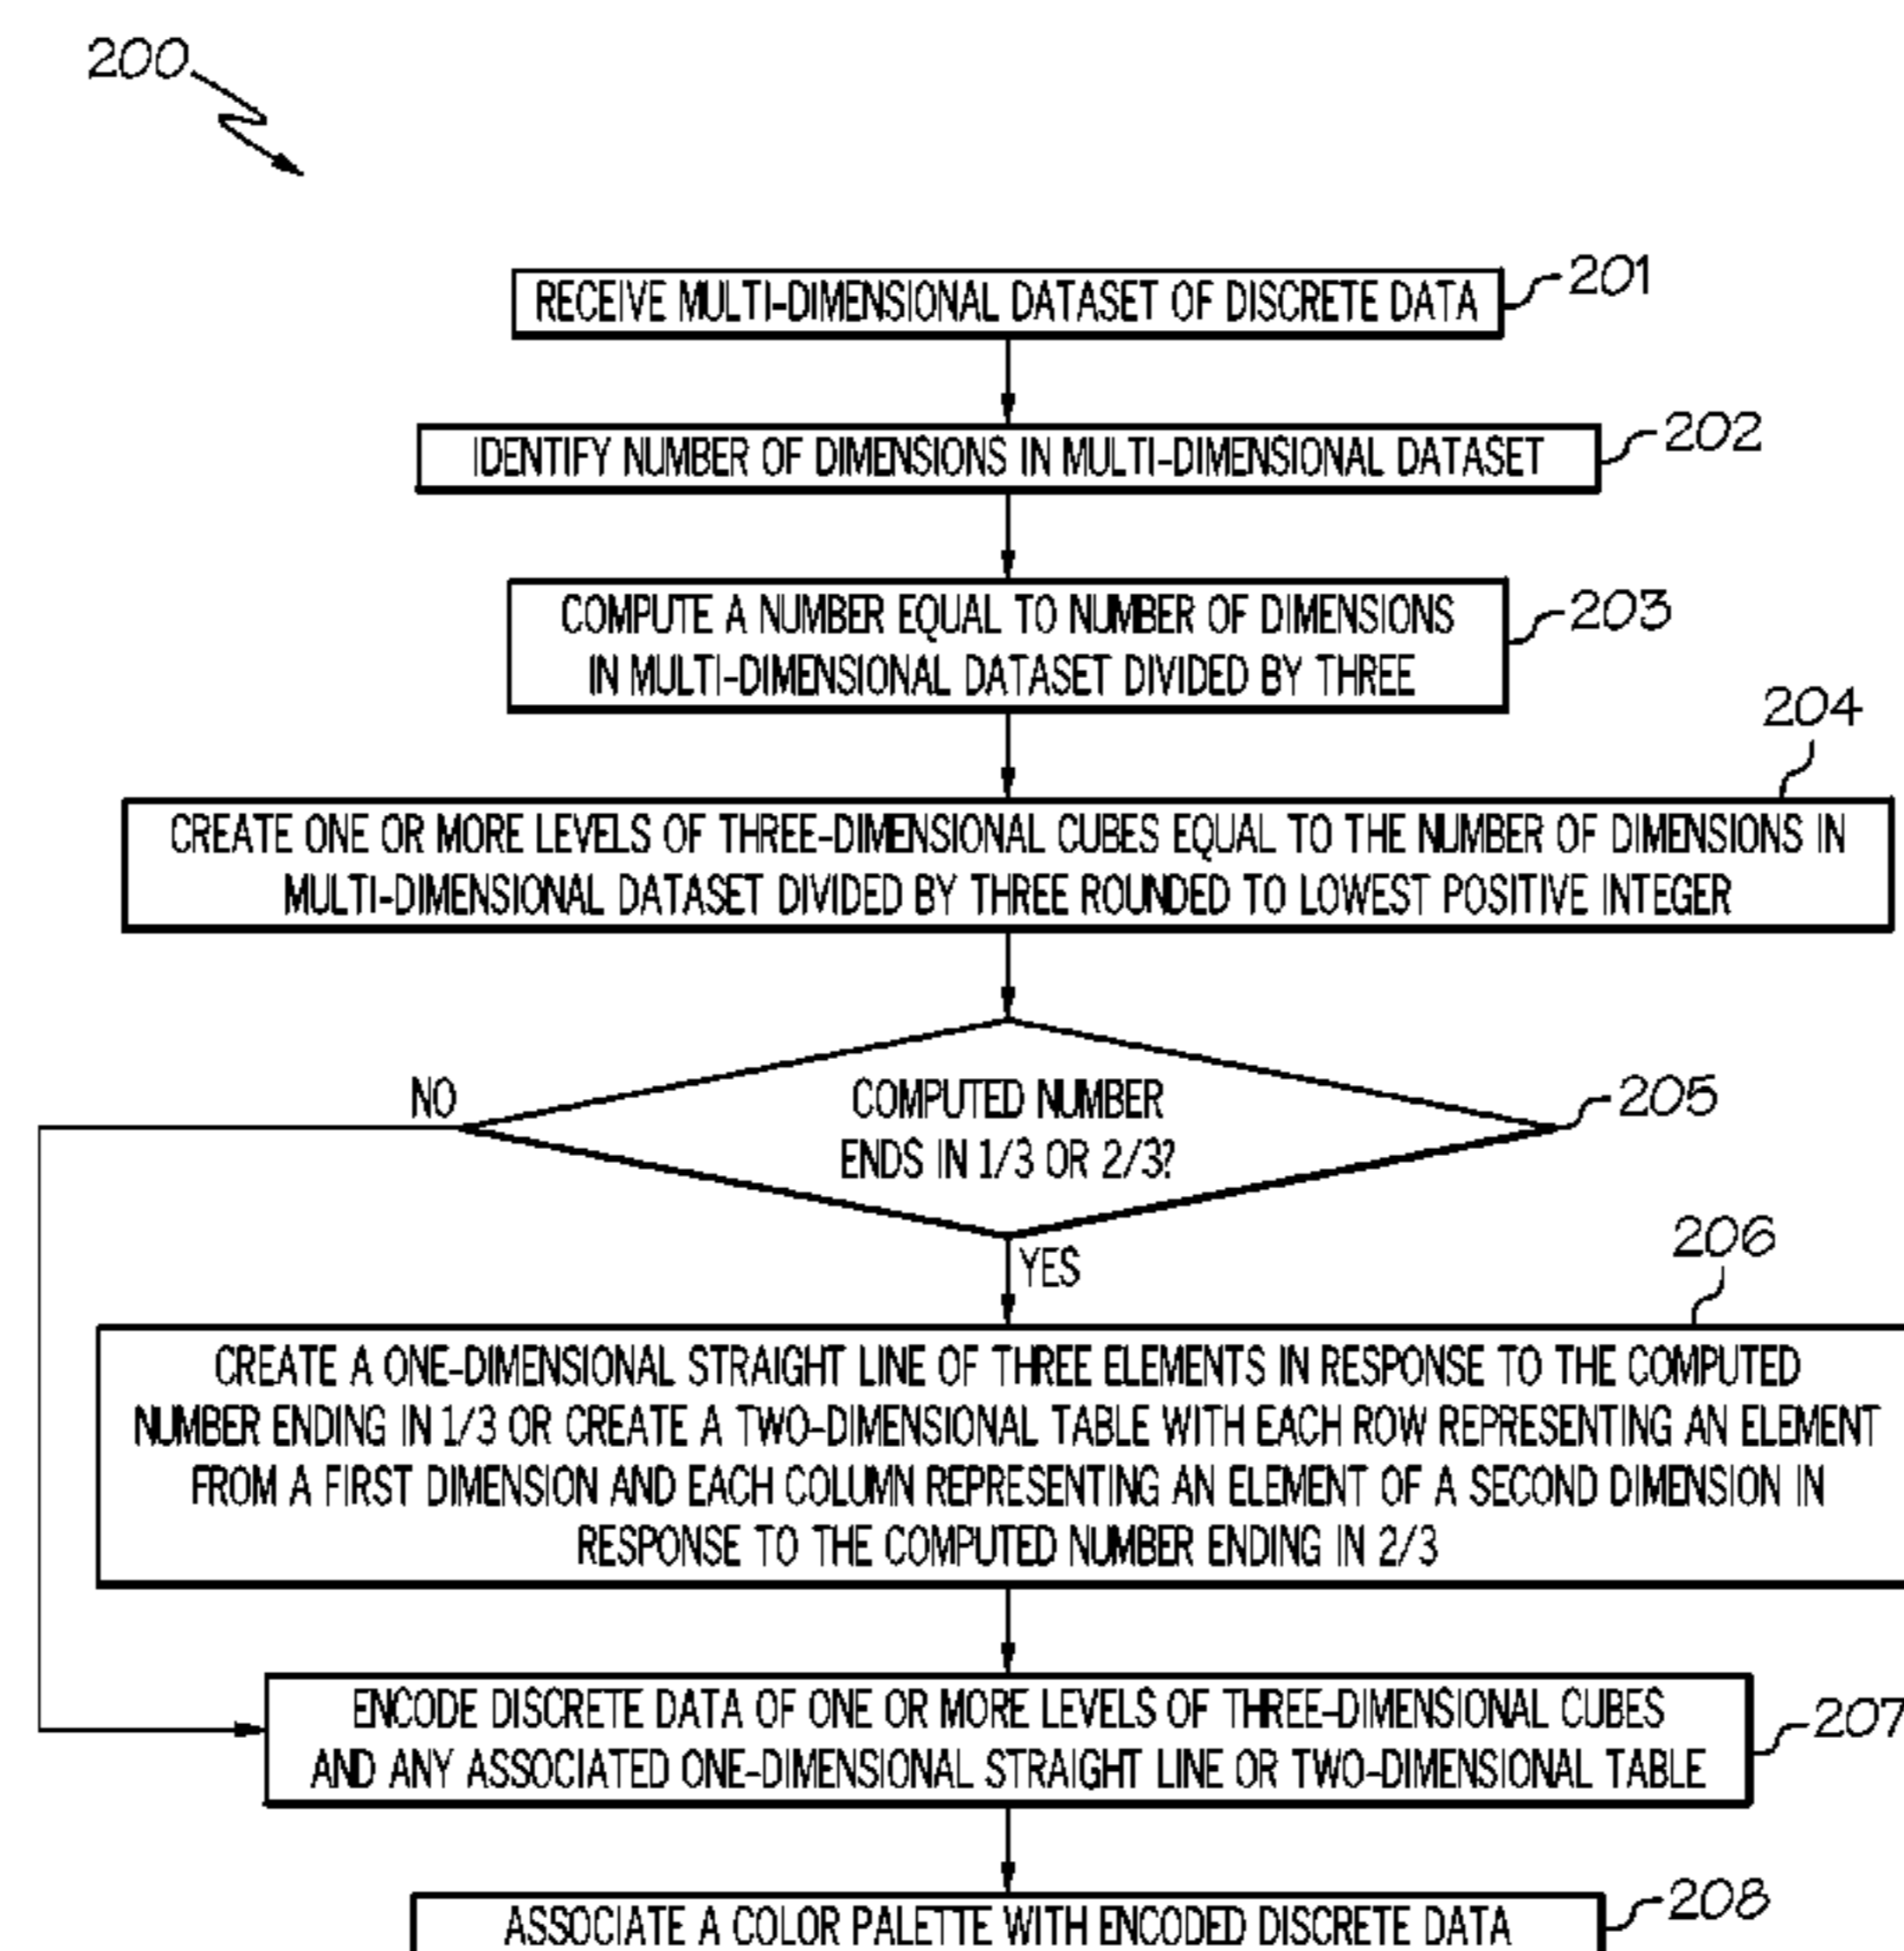 200
RECEIVE MULTI-DIMENSIONAL DATASET OF DISCRETE DATA
201
IDENTIFY NUMBER OF DIMENSIONS IN MULTI-DIMENSIONAL DATASET
202
COMPUTE A NUMBER EQUAL TO NUMBER OF DIMENSIONS
IN MULTI-DIMENSIONAL DATASET DIVIDED BY THREE
203
204
CREATE ONE OR MORE LEVELS OF THREE-DIMENSIONAL CUBES EQUAL TO THE NUMBER OF DIMENSIONS IN
MULTI-DIMENSIONAL DATASET DIVIDED BY THREE ROUNDED TO LOWEST POSITIVE INTEGER
NO
COMPUTED NUMBER
ENDS IN 1/3 OR 2/3?
205
YES
206
CREATE A ONE-DIMENSIONAL STRAIGHT LINE OF THREE ELEMENTS IN RESPONSE TO THE COMPUTED
NUMBER ENDING IN 1/3 OR CREATE A TWO-DIMENSIONAL TABLE WITH EACH ROW REPRESENTING AN ELEMENT
FROM A FIRST DIMENSION AND EACH COLUMN REPRESENTING AN ELEMENT OF A SECOND DIMENSION IN
RESPONSE TO THE COMPUTED NUMBER ENDING IN 2/3
ENCODE DISCRETE DATA OF ONE OR MORE LEVELS OF THREE-DIMENSIONAL CUBES
AND ANY ASSOCIATED ONE-DIMENSIONAL STRAIGHT LINE OR TWO-DIMENSIONAL TABLE
207
ASSOCIATE A COLOR PALETTE WITH ENCODED DISCRETE DATA
208